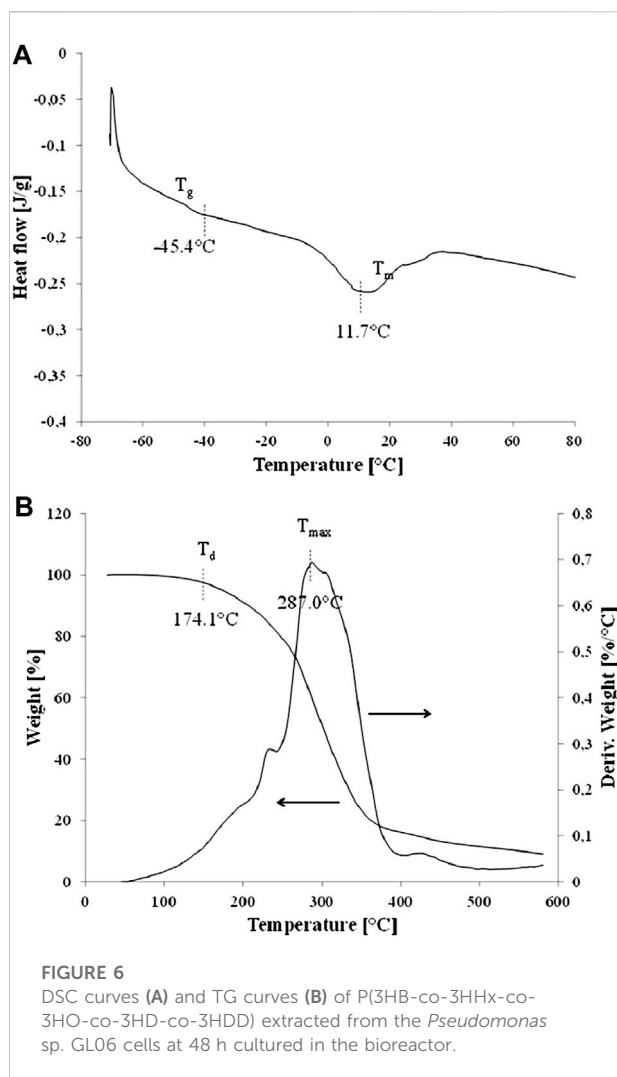 A
0
-0,05
-0,1
-0,15
-0,2
-0,25
-0,3
-0,35
-0,4
Heat flow [J/g]
Tg
-45.4°C
Tm
11.7°C
-80 -60 -40 -20 0 20 40 60 80
Temperature [°C]
B
120
100
80
60
40
20
0
Weight [%]
Td
174.1°C
Tmax
287.0°C
0,8
0,7
0,6
0,5
0,4
0,3
0,2
0,1
0
Deriv. Weight [%/°C]
0 100 200 300 400 500 600
Temperature [°C]
FIGURE 6
DSC curves (A) and TG curves (B) of P(3HB-co-3HHx-co-
3HO-co-3HD-co-3HDD) extracted from the Pseudomonas
sp. GL06 cells at 48 h cultured in the bioreactor.